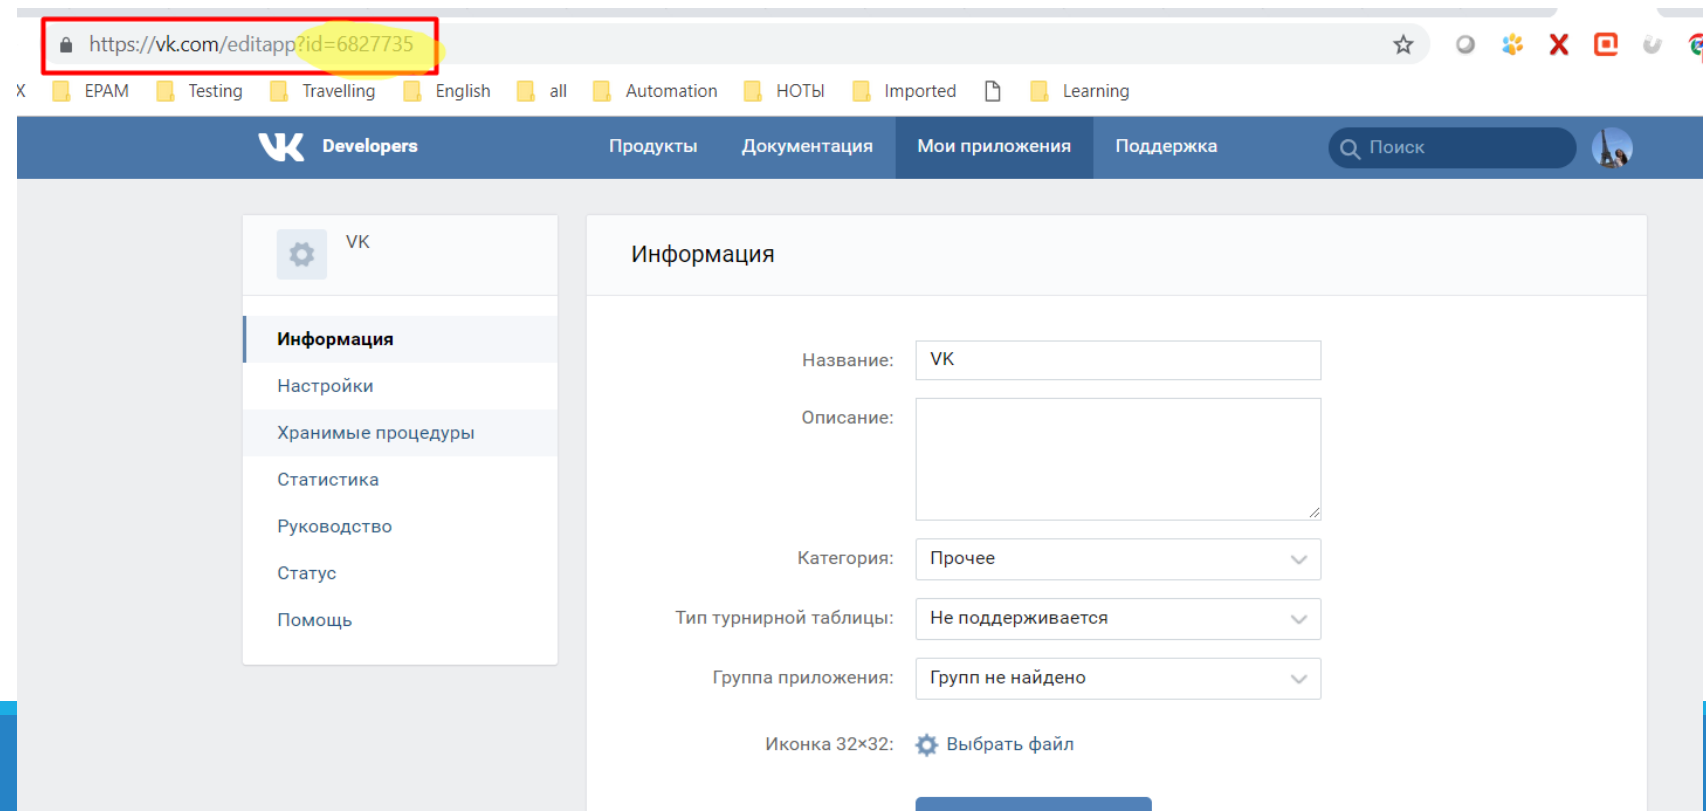 https://vk.com/editapp?id=6827735
X EPAM Testing Travelling English all Automation НОТЫ Imported Learning
VK Developers Продукты Документация Мои приложения Поддержка Поиск
VK
Информация
Настройки
Хранимые процедуры
Статистика
Руководство
Статус
Помощь
Информация
Название: VK
Описание:
Категория: Прочее
Тип турнирной таблицы: Не поддерживается
Группа приложения: Групп не найдено
Иконка 32×32: Выбрать файл